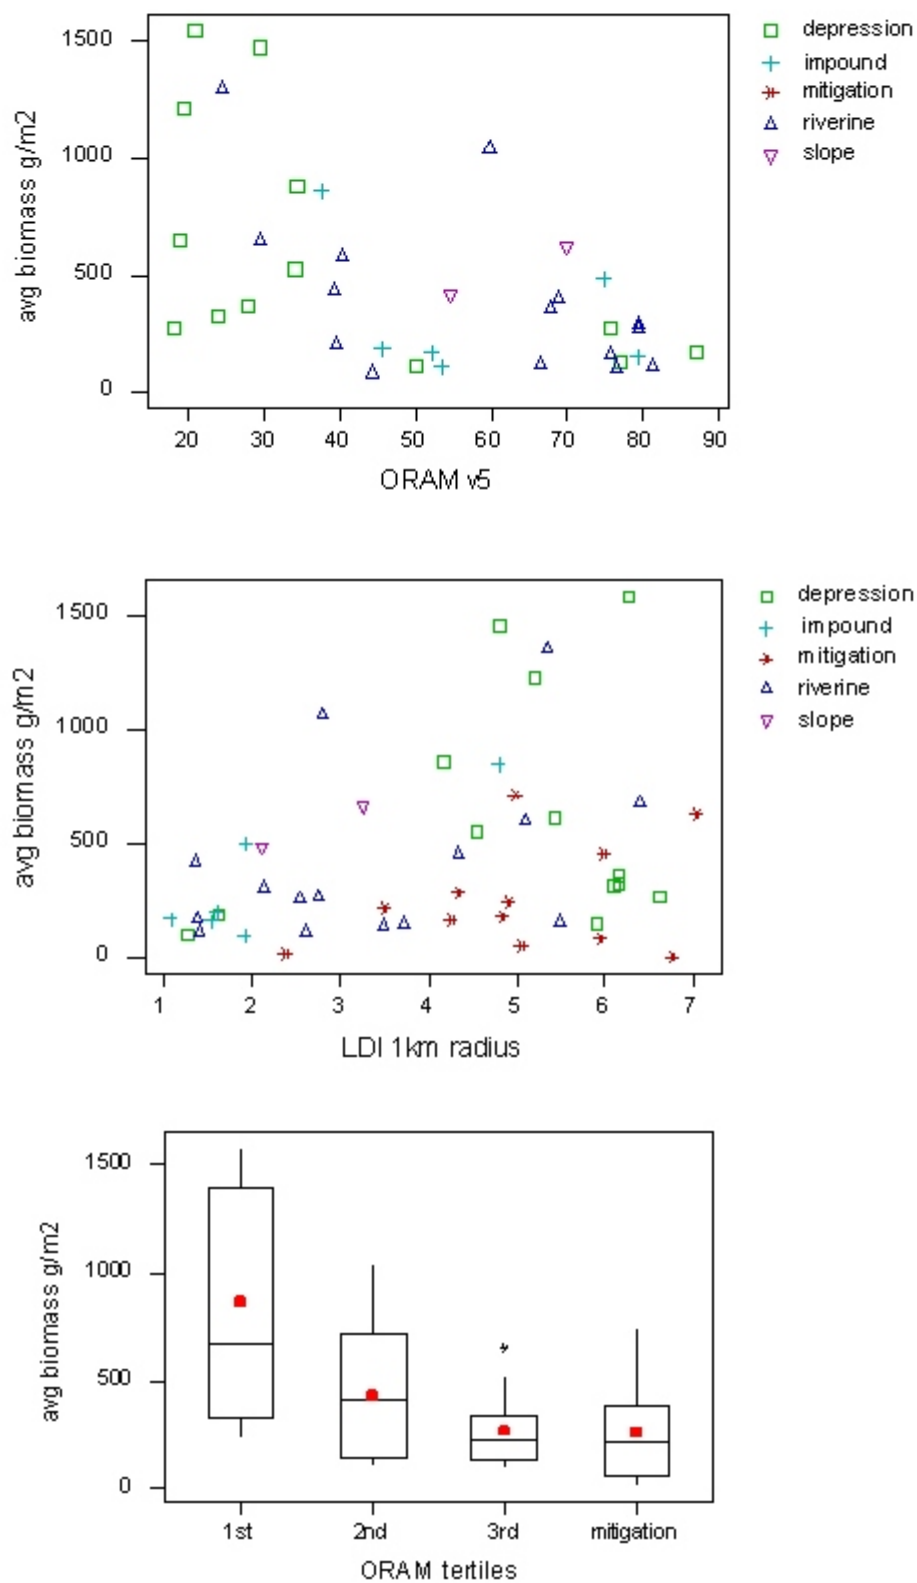 avg biomass g/m2
1500
1000
500
0
20 30 40 50 60 70 80 90
ORAM v5
depression
impound
mitigation
riverine
slope
avg biomass g/m2
1500
1000
500
0
1 2 3 4 5 6 7
LDI 1km radius
depression
impound
mitigation
riverine
slope
avg biomass g/m2
1500
1000
500
0
1st 2nd 3rd mitigation
ORAM tertiles